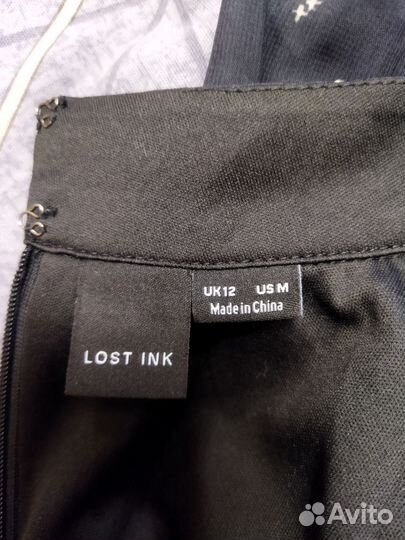 UK12 US M
Made in China
LOST INK
Avito